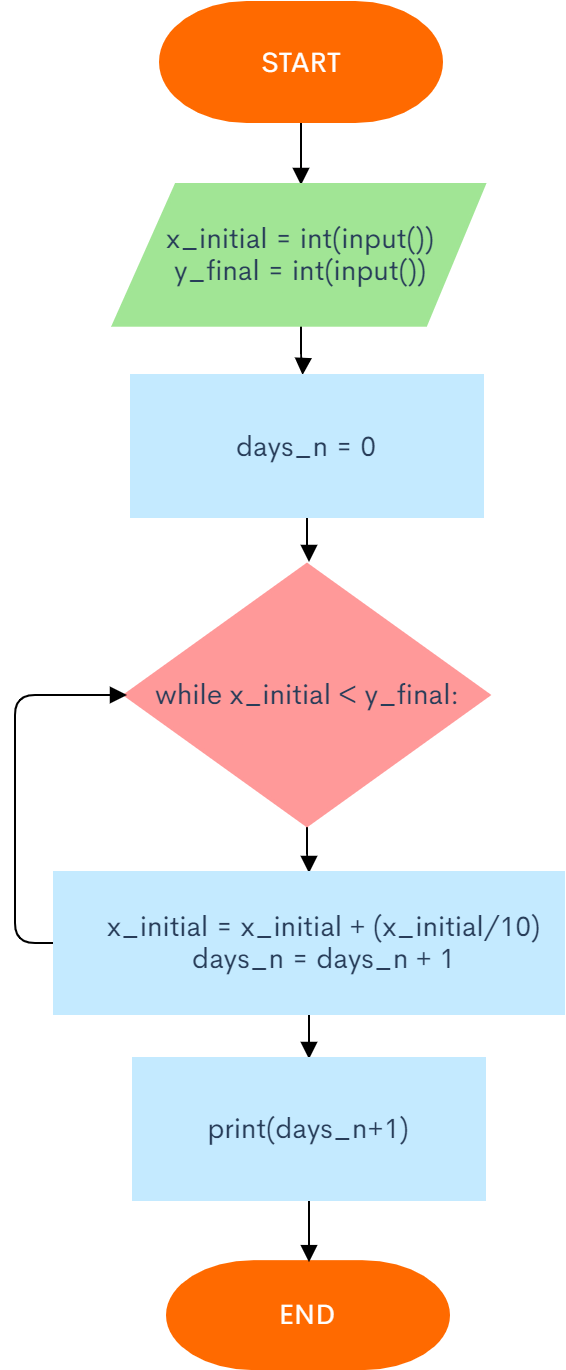 START
x_initial = int(input())
y_final = int(input())
days_n = 0
while x_initial < y_final:
x_initial = x_initial + (x_initial/10)
days_n = days_n + 1
print(days_n+1)
END